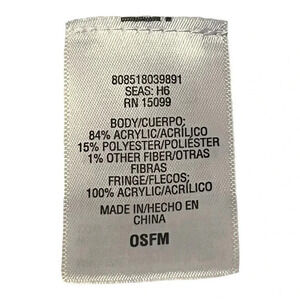 808518039891
SEAS: H6
RN 15099
BODY/CUERPO;
84% ACRYLIC/ACRÍLICO
15% POLYESTER/POLIÉSTER
1% OTHER FIBER/OTRAS
FIBRAS
FRINGE/FLECOS;
100% ACRYLIC/ACRÍLICO
MADE IN/HECHO EN
CHINA
OSFM